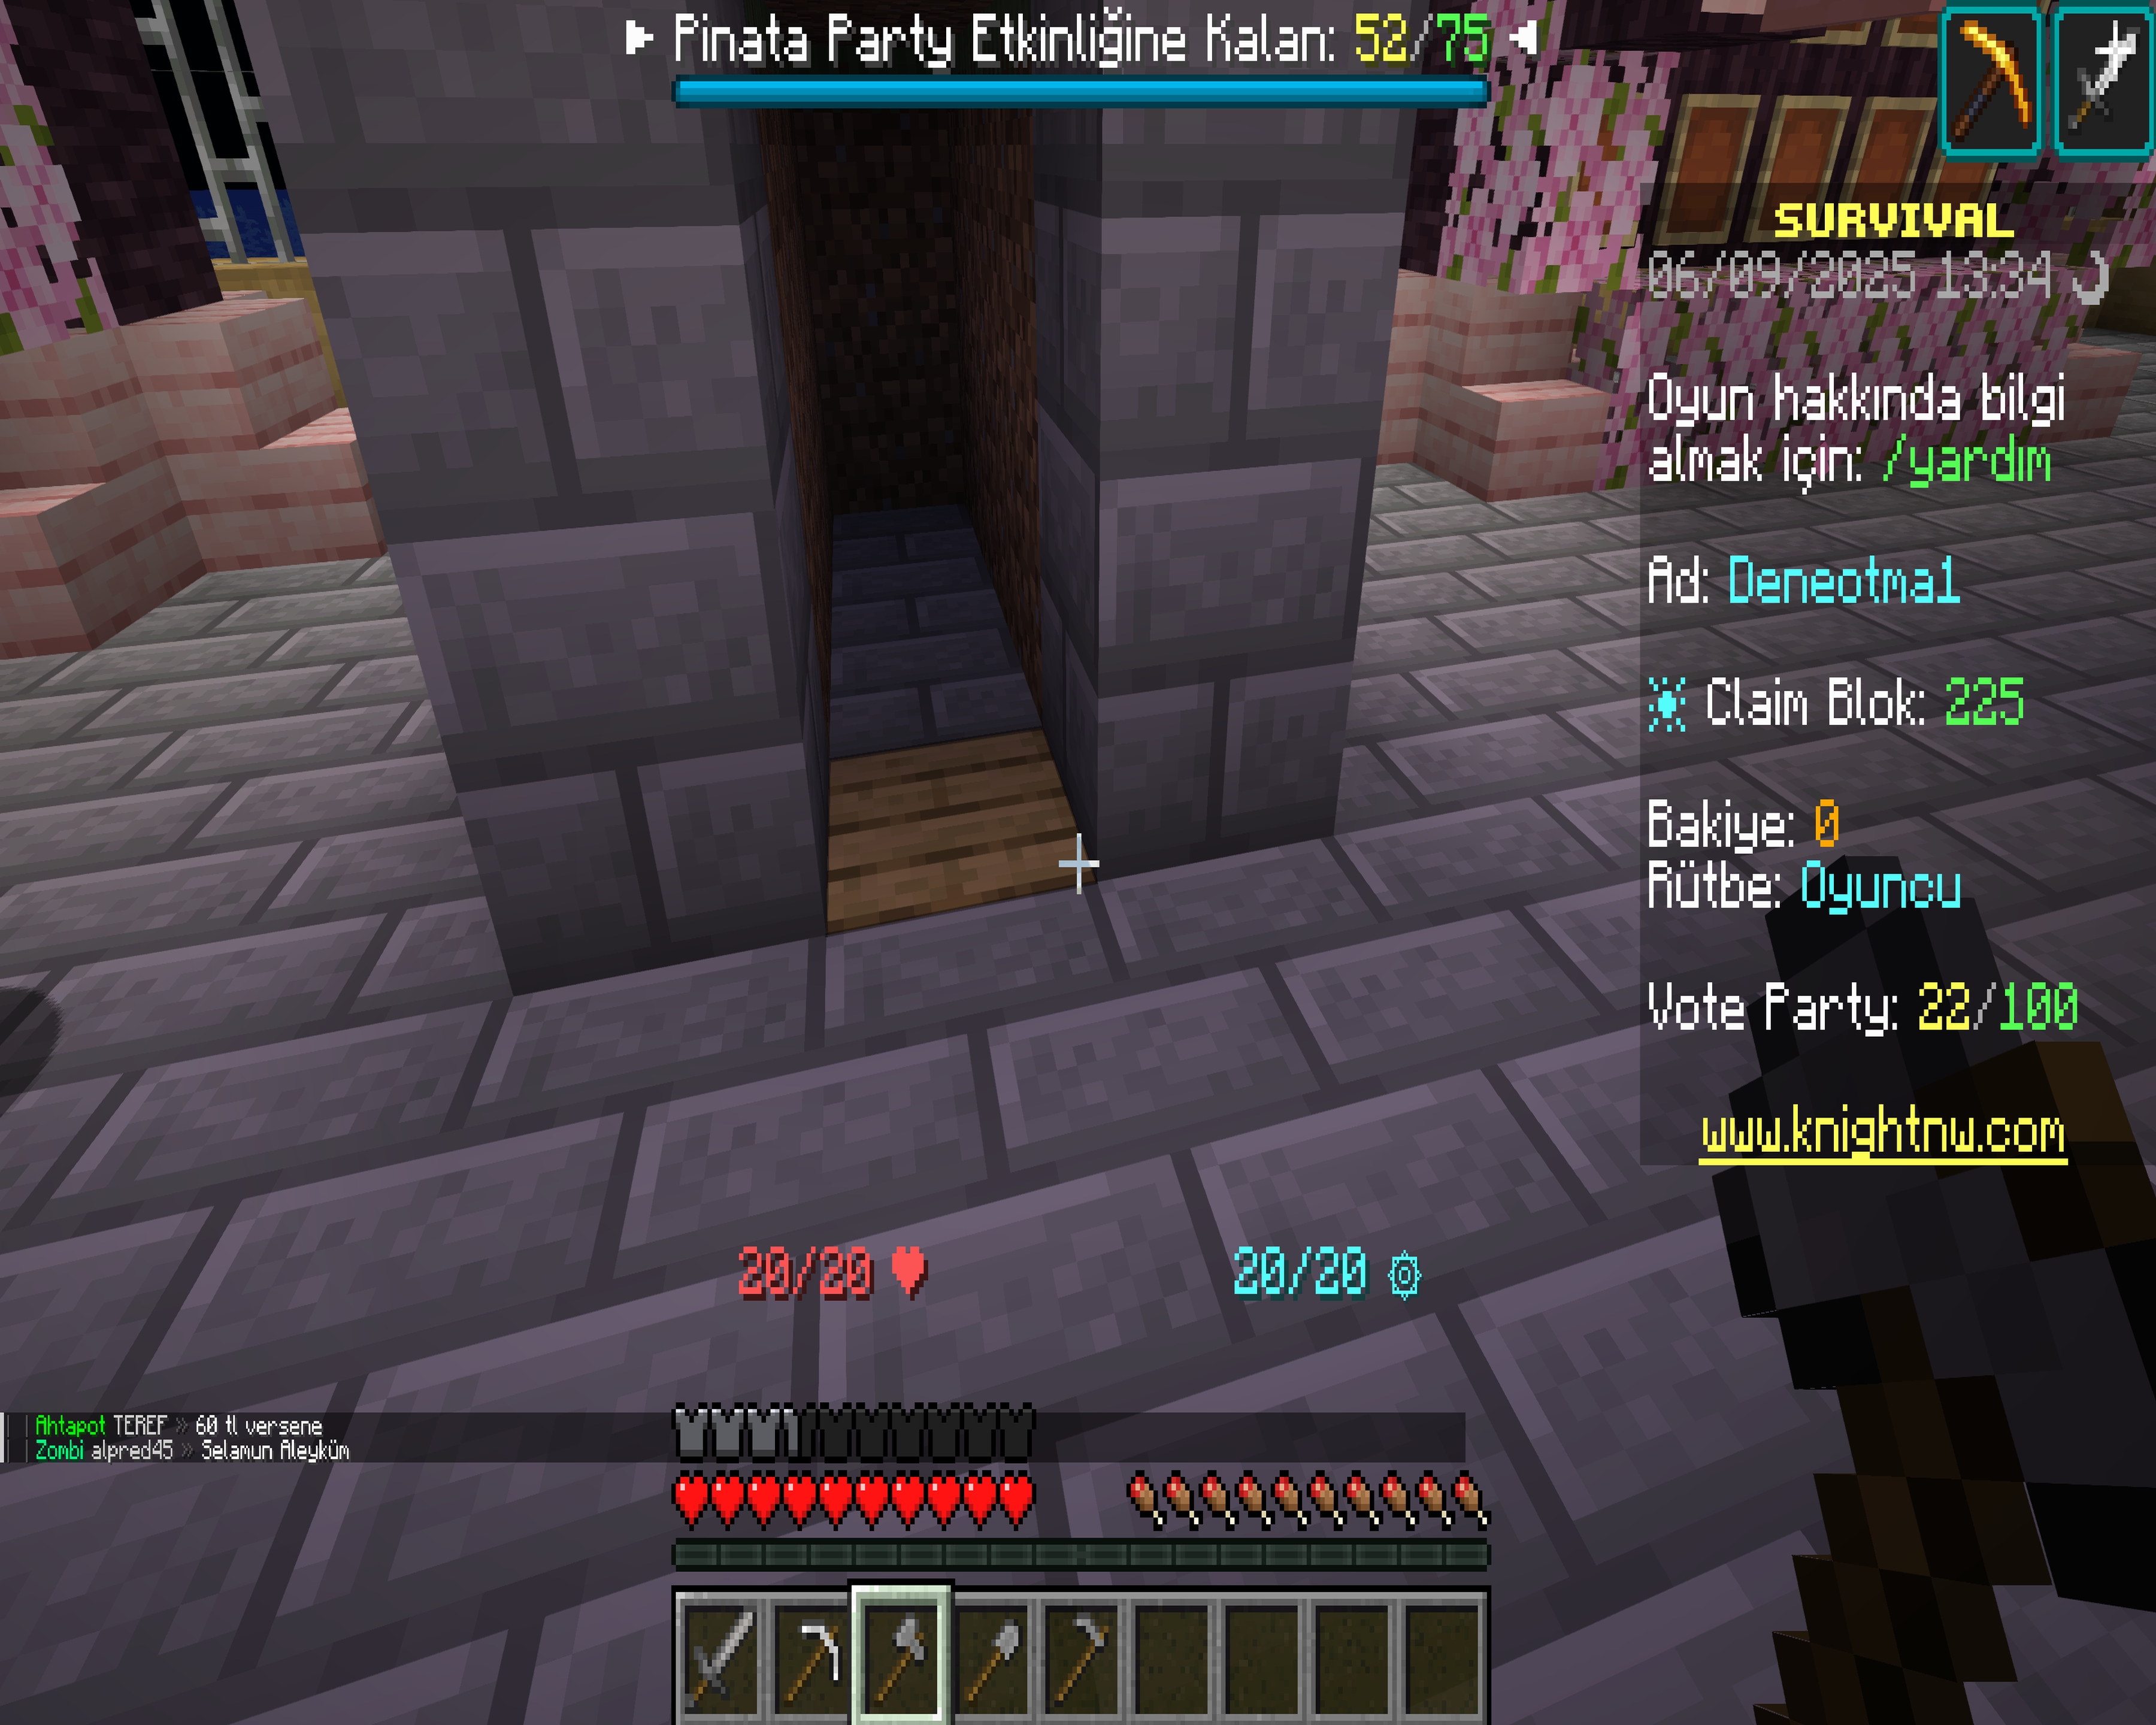 ► Pinata Party Etkinliğine Kalan: 52/75 ◄
SURVIVAL
06/09/2025 13:34
Oyun hakkında bilgi
almak için: /yardım
Ad: Deneotma1
Claim Blok: 225
Bakiye: 0
Rütbe: Oyuncu
Vote Party: 22/100
www.knightnw.com
20/20 ♥ 20/20
Ahtapot TEREF » 60 tl versene
Zombi alpred45 » Selamun Aleyküm